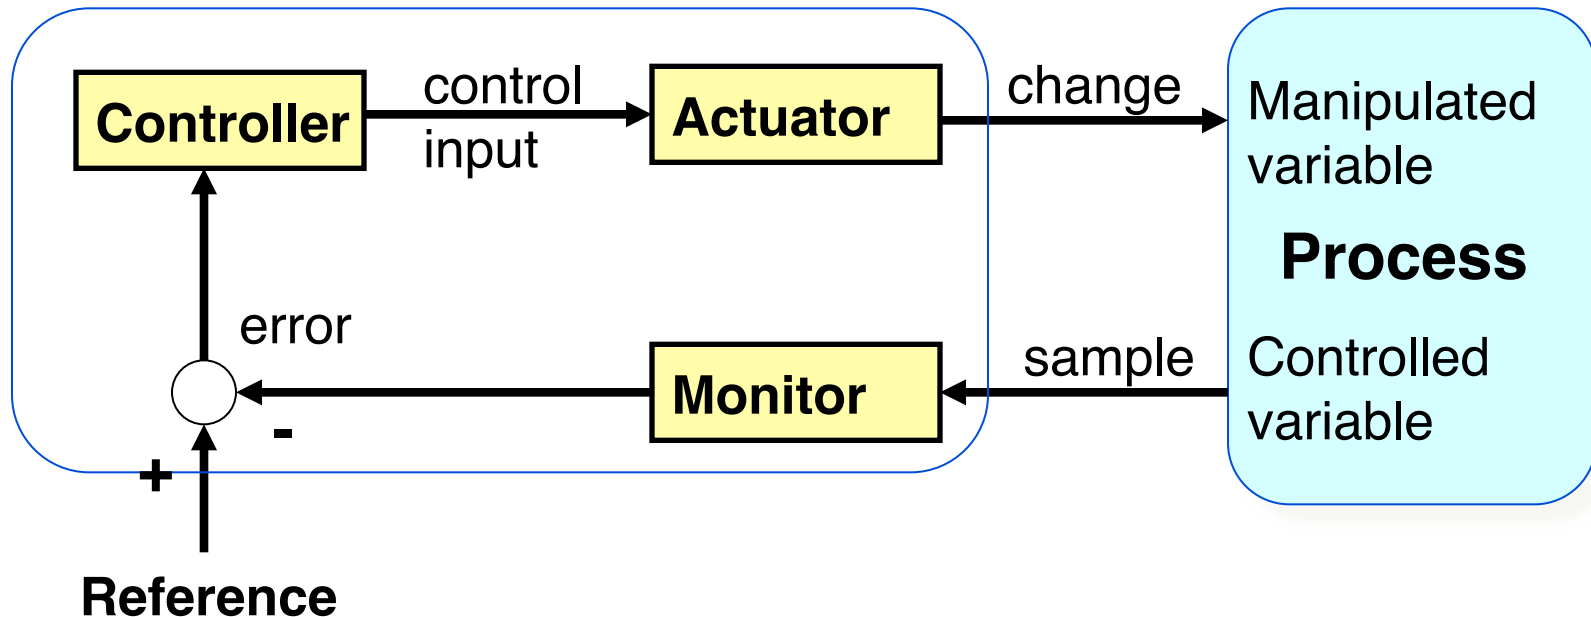 Controller
control
input
Actuator
change
Manipulated
variable
Process
error
Monitor
sample
Controlled
variable
-
+
Reference